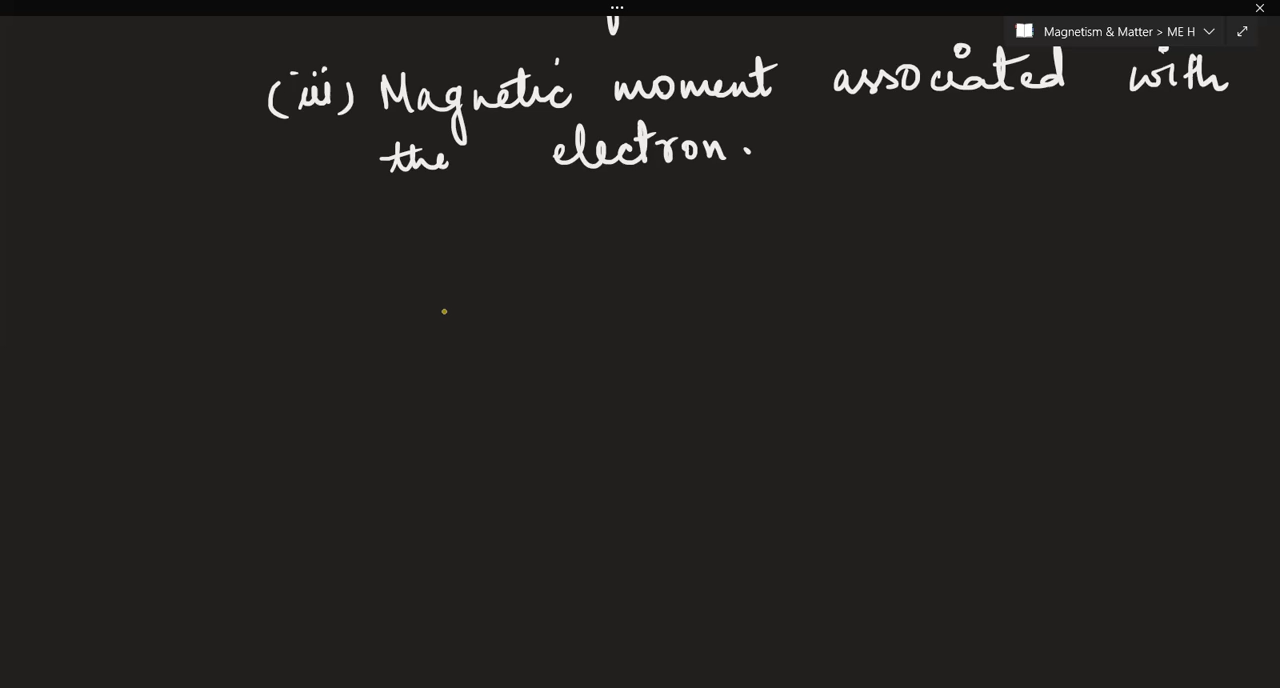 Magnetism & Matter > ME H
(iii) Magnetic moment associated with
the electron.